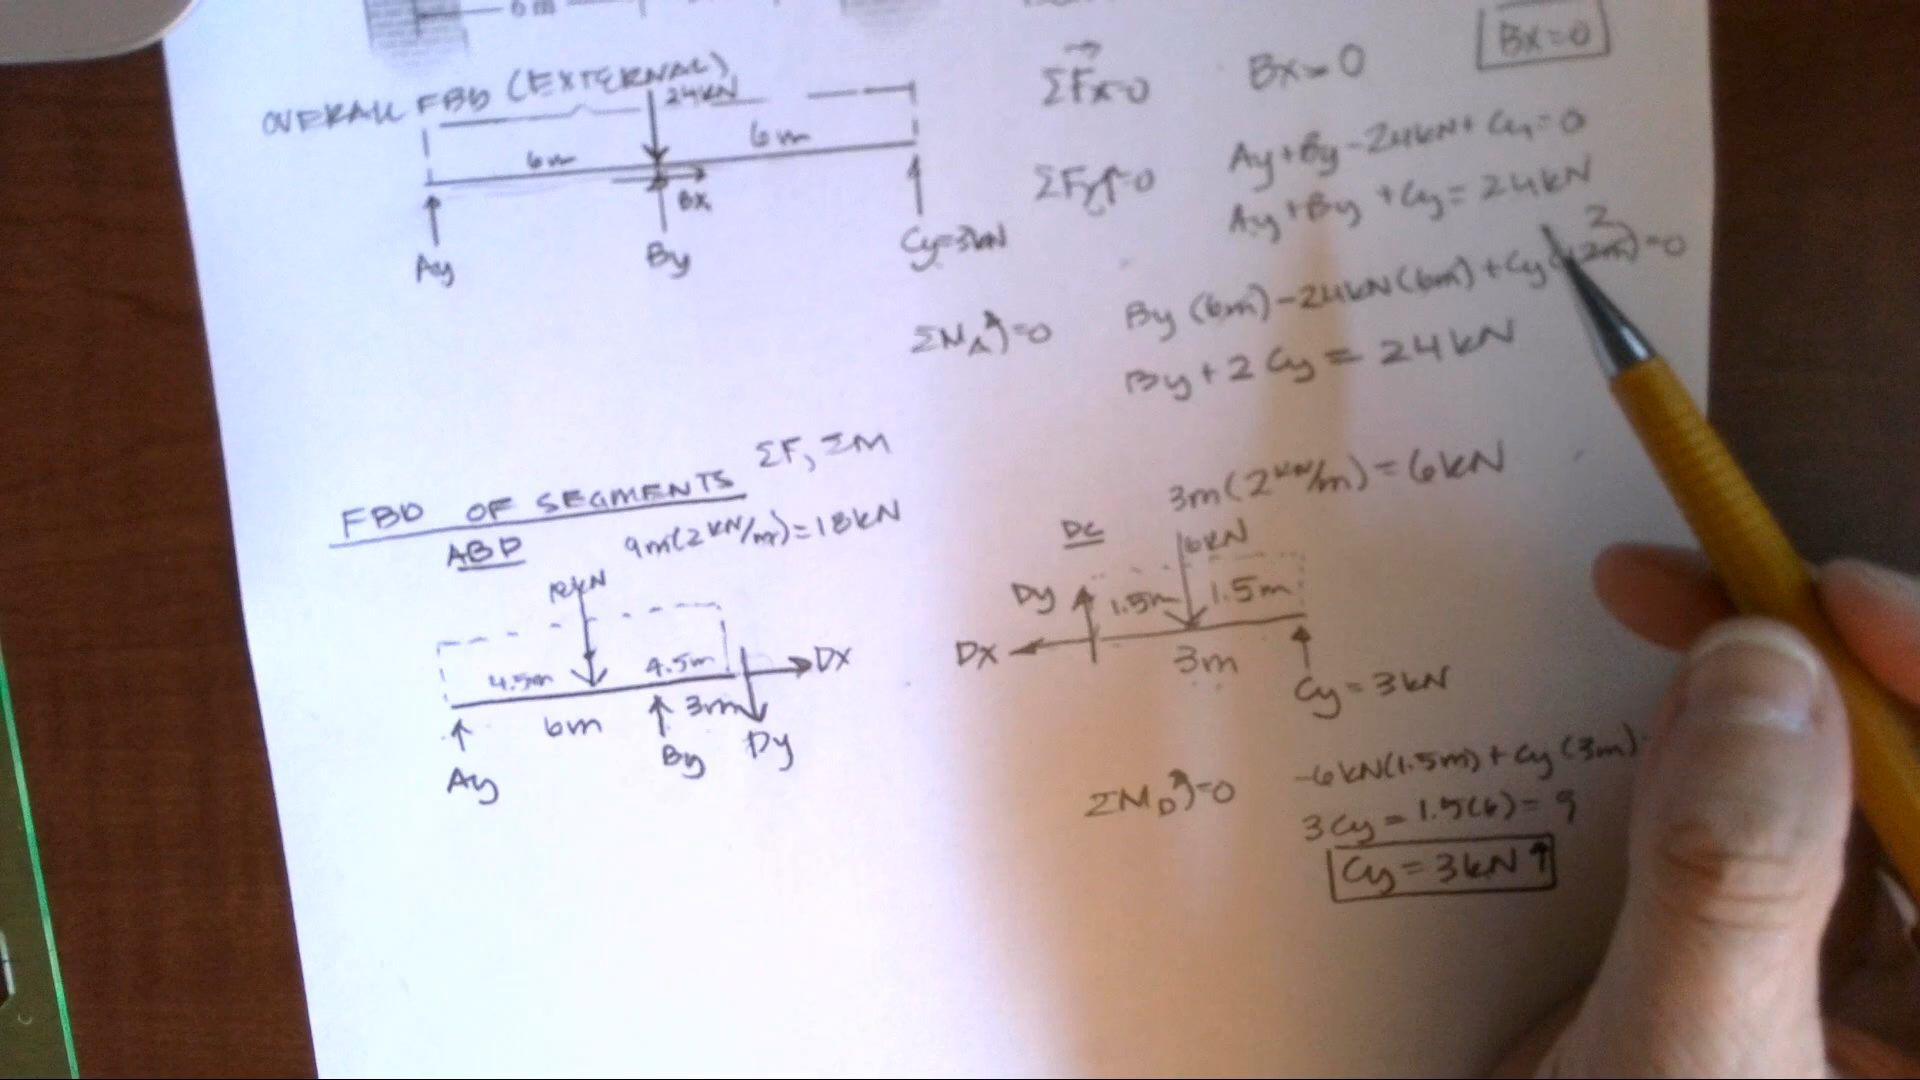 6m
Bx=0
OVERALL FBD (EXTERNAL)
24kN
6m
6m
Bx
Ay
By
Cy=3kN
ΣFx=0
Bx=0
ΣFy↑=0
Ay+By-24kN+Cy=0
Ay+By+Cy=24kN
ΣMA=0
By(6m)-24kN(6m)+Cy(12m)=0
2
By+2Cy=24kN
FBD OF SEGMENTS ΣF, ΣM
ABD
9m(2kN/m)=18kN
18kN
4.5m
4.5m
Dx
6m
3m
Ay
By
Dy
3m(2kN/m)=6kN
DC
6kN
Dy
1.5m
1.5m
Dx
3m
Cy=3kN
ΣMD=0
-6kN(1.5m)+Cy(3m)
3Cy=1.5(6)=9
Cy=3kN↑